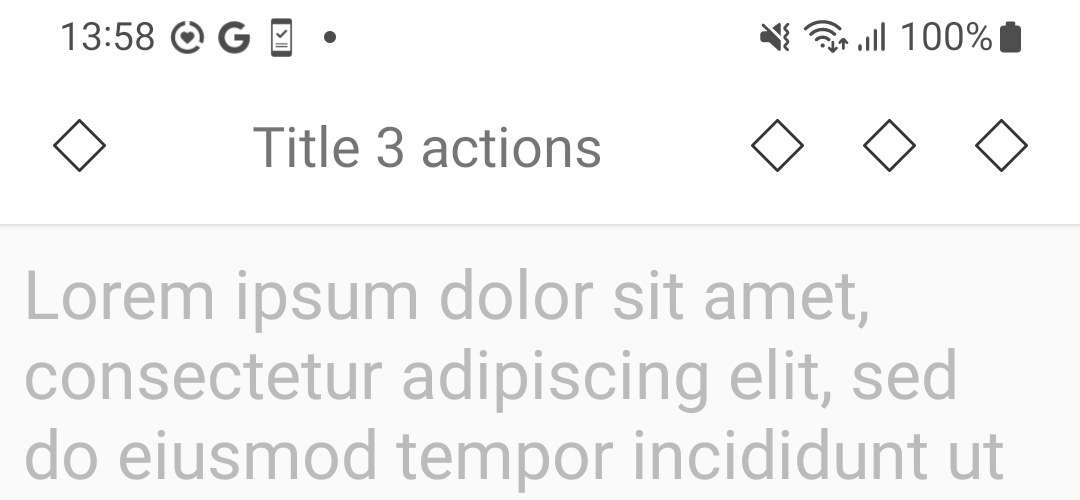 13:58 G 100%
Title 3 actions
Lorem ipsum dolor sit amet,
consectetur adipiscing elit, sed
do eiusmod tempor incididunt ut